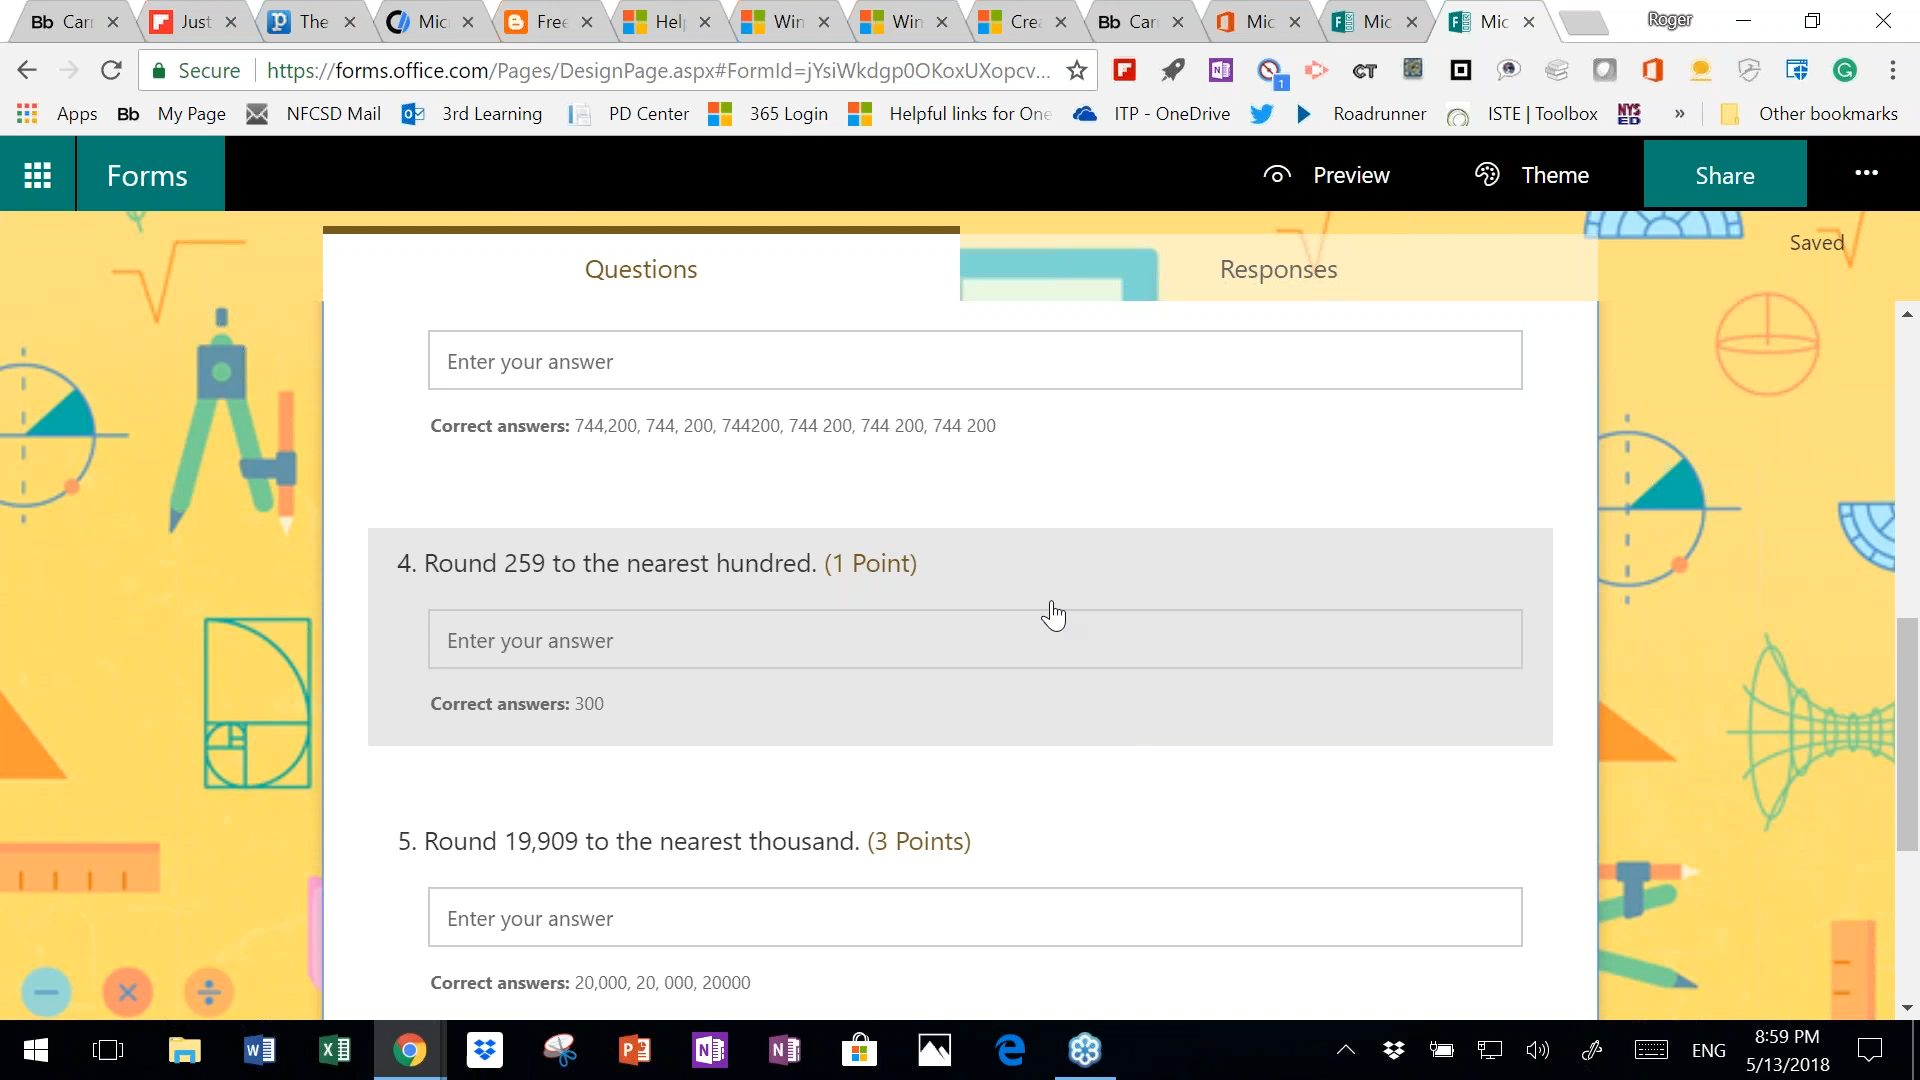 Bb Car
Just
The
Mic
Free
Hel
Win
Win
Crea
Bb Car
Mic
Mic
Mic
Roger
Secure
https://forms.office.com/Pages/DesignPage.aspx#FormId=jYsiWkdgp0OKoxUXopcv...
1
CT
Apps
Bb My Page
NFCSD Mail
3rd Learning
PD Center
365 Login
Helpful links for One
ITP - OneDrive
Roadrunner
ISTE | Toolbox
NYS ED
»
Other bookmarks
Forms
Preview
Theme
Share
...
Questions
Responses
Saved
Enter your answer
Correct answers: 744,200, 744, 200, 744200, 744 200, 744 200, 744 200
4. Round 259 to the nearest hundred. (1 Point)
Enter your answer
Correct answers: 300
5. Round 19,909 to the nearest thousand. (3 Points)
Enter your answer
Correct answers: 20,000, 20, 000, 20000
ENG
8:59 PM
5/13/2018